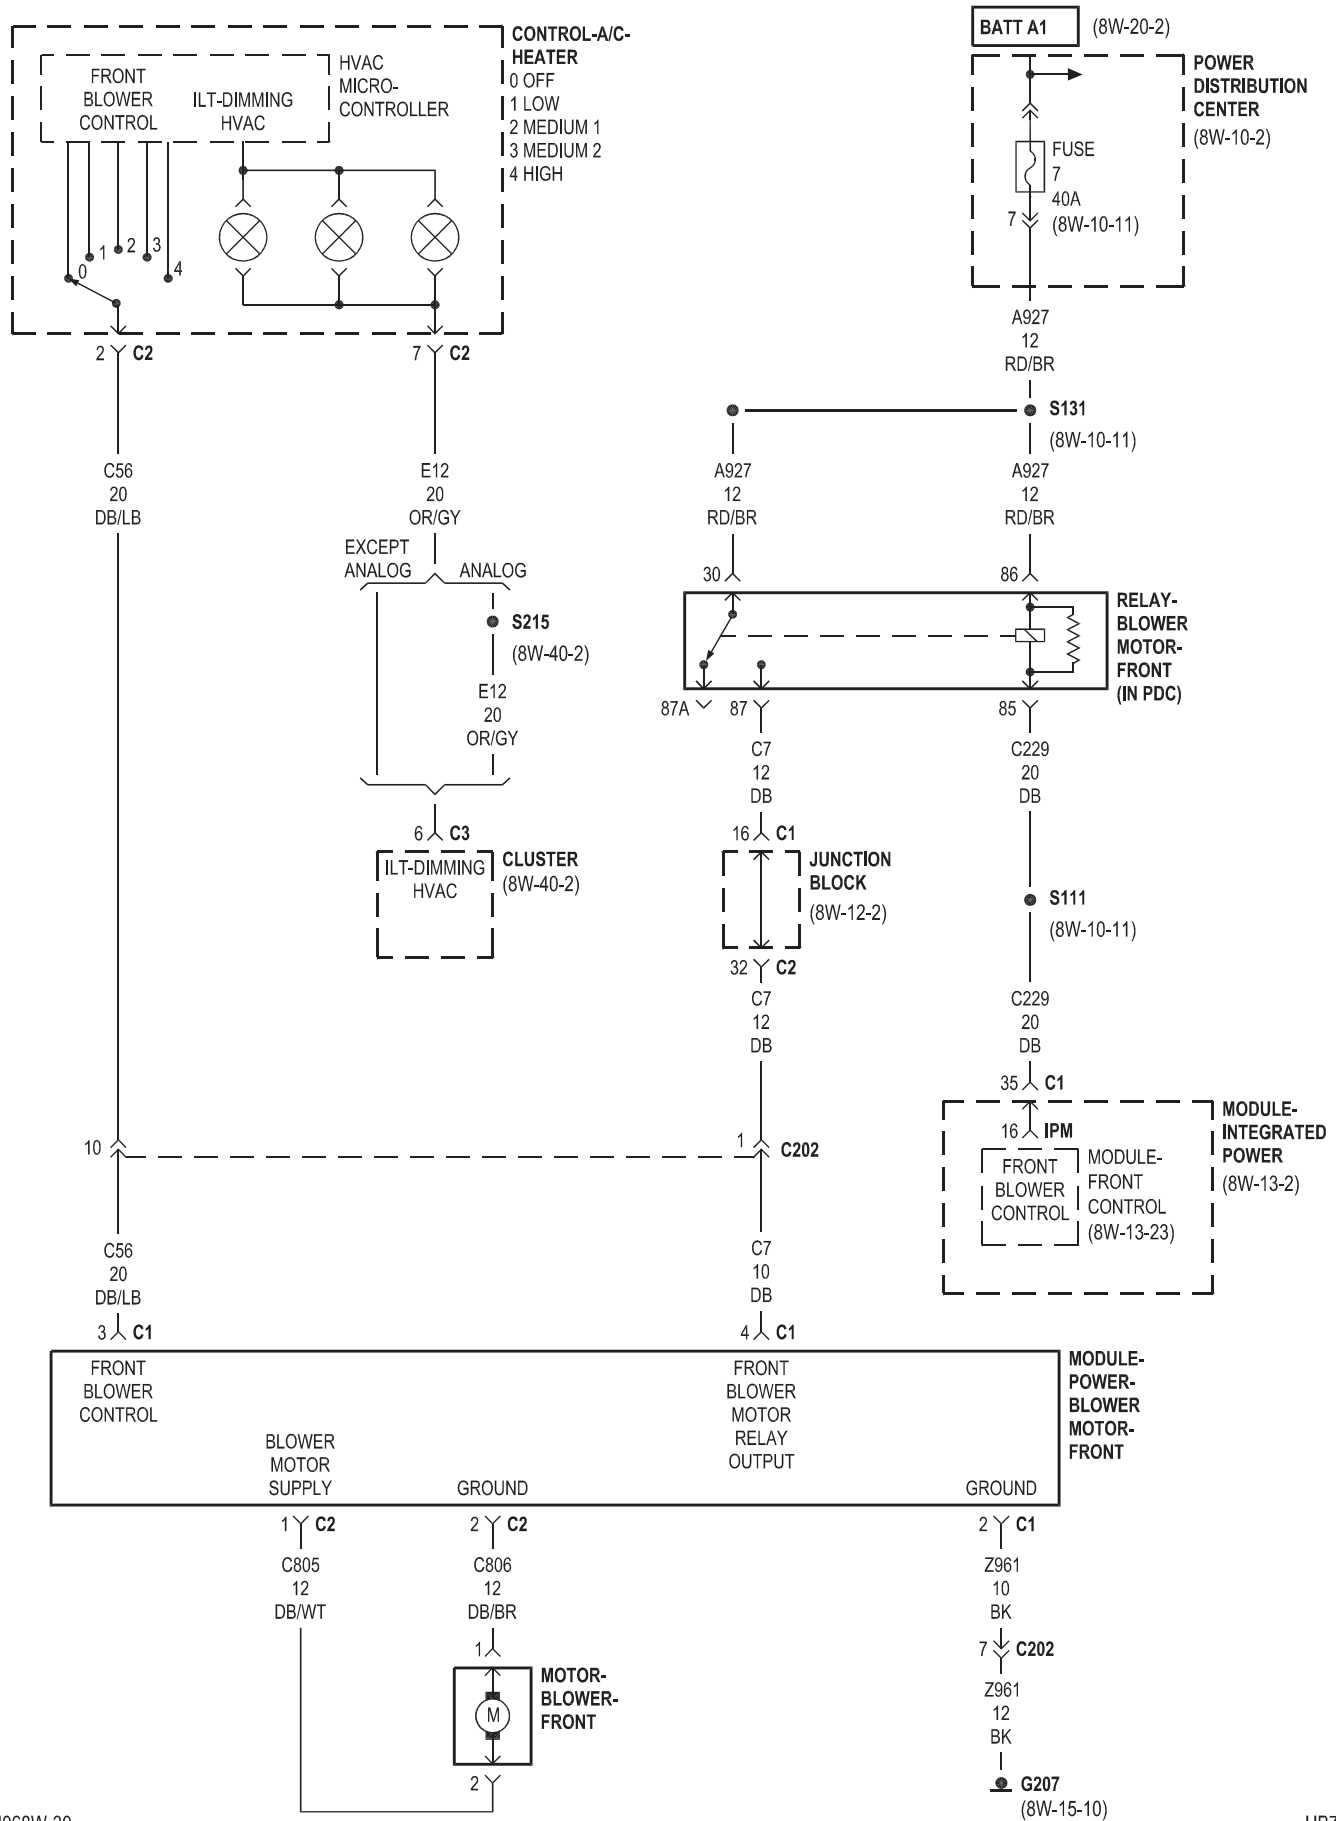 CONTROL-A/C-
HEATER
0 OFF
1 LOW
2 MEDIUM 1
3 MEDIUM 2
4 HIGH
HVAC
MICRO-
CONTROLLER
FRONT
BLOWER
CONTROL
ILT-DIMMING
HVAC
0
1
2
3
4
2 C2
7 C2
BATT A1 (8W-20-2)
POWER
DISTRIBUTION
CENTER
(8W-10-2)
FUSE
7
40A
(8W-10-11)
7
A927
12
RD/BR
S131
(8W-10-11)
C56
20
DB/LB
E12
20
OR/GY
A927
12
RD/BR
A927
12
RD/BR
EXCEPT
ANALOG
ANALOG
S215
(8W-40-2)
E12
20
OR/GY
30
86
RELAY-
BLOWER
MOTOR-
FRONT
(IN PDC)
87A
87
85
C7
12
DB
C229
20
DB
6 C3
ILT-DIMMING
HVAC
CLUSTER
(8W-40-2)
16 C1
JUNCTION
BLOCK
(8W-12-2)
32 C2
S111
(8W-10-11)
C7
12
DB
C229
20
DB
35 C1
MODULE-
INTEGRATED
POWER
(8W-13-2)
16 IPM
FRONT
BLOWER
CONTROL
MODULE-
FRONT
CONTROL
(8W-13-23)
10
1
C202
C56
20
DB/LB
C7
10
DB
3 C1
4 C1
FRONT
BLOWER
CONTROL
BLOWER
MOTOR
SUPPLY
GROUND
FRONT
BLOWER
MOTOR
RELAY
OUTPUT
GROUND
MODULE-
POWER-
BLOWER
MOTOR-
FRONT
1 C2
2 C2
2 C1
C805
12
DB/WT
C806
12
DB/BR
Z961
10
BK
1
7 C202
MOTOR-
BLOWER-
FRONT
M
2
Z961
12
BK
G207
(8W-15-10)